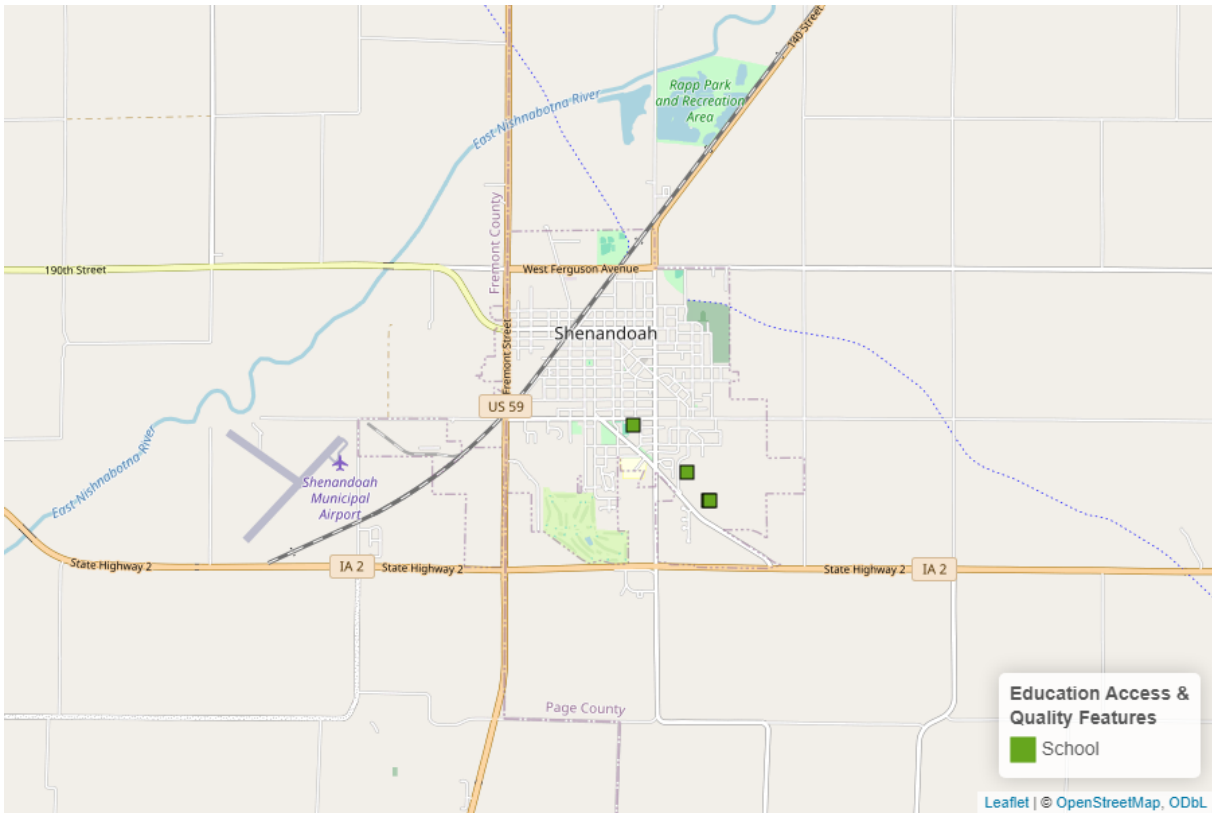 140 Street
Rapp Park
and Recreation
Area
East Nishnabotna River
Fremont County
190th Street
West Ferguson Avenue
Shenandoah
Fremont Street
US 59
Shenandoah
Municipal
Airport
East Nishnabotna River
State Highway 2
IA 2
State Highway 2
State Highway 2
IA 2
Page County
Education Access &
Quality Features
School
Leaflet | © OpenStreetMap, ODbL